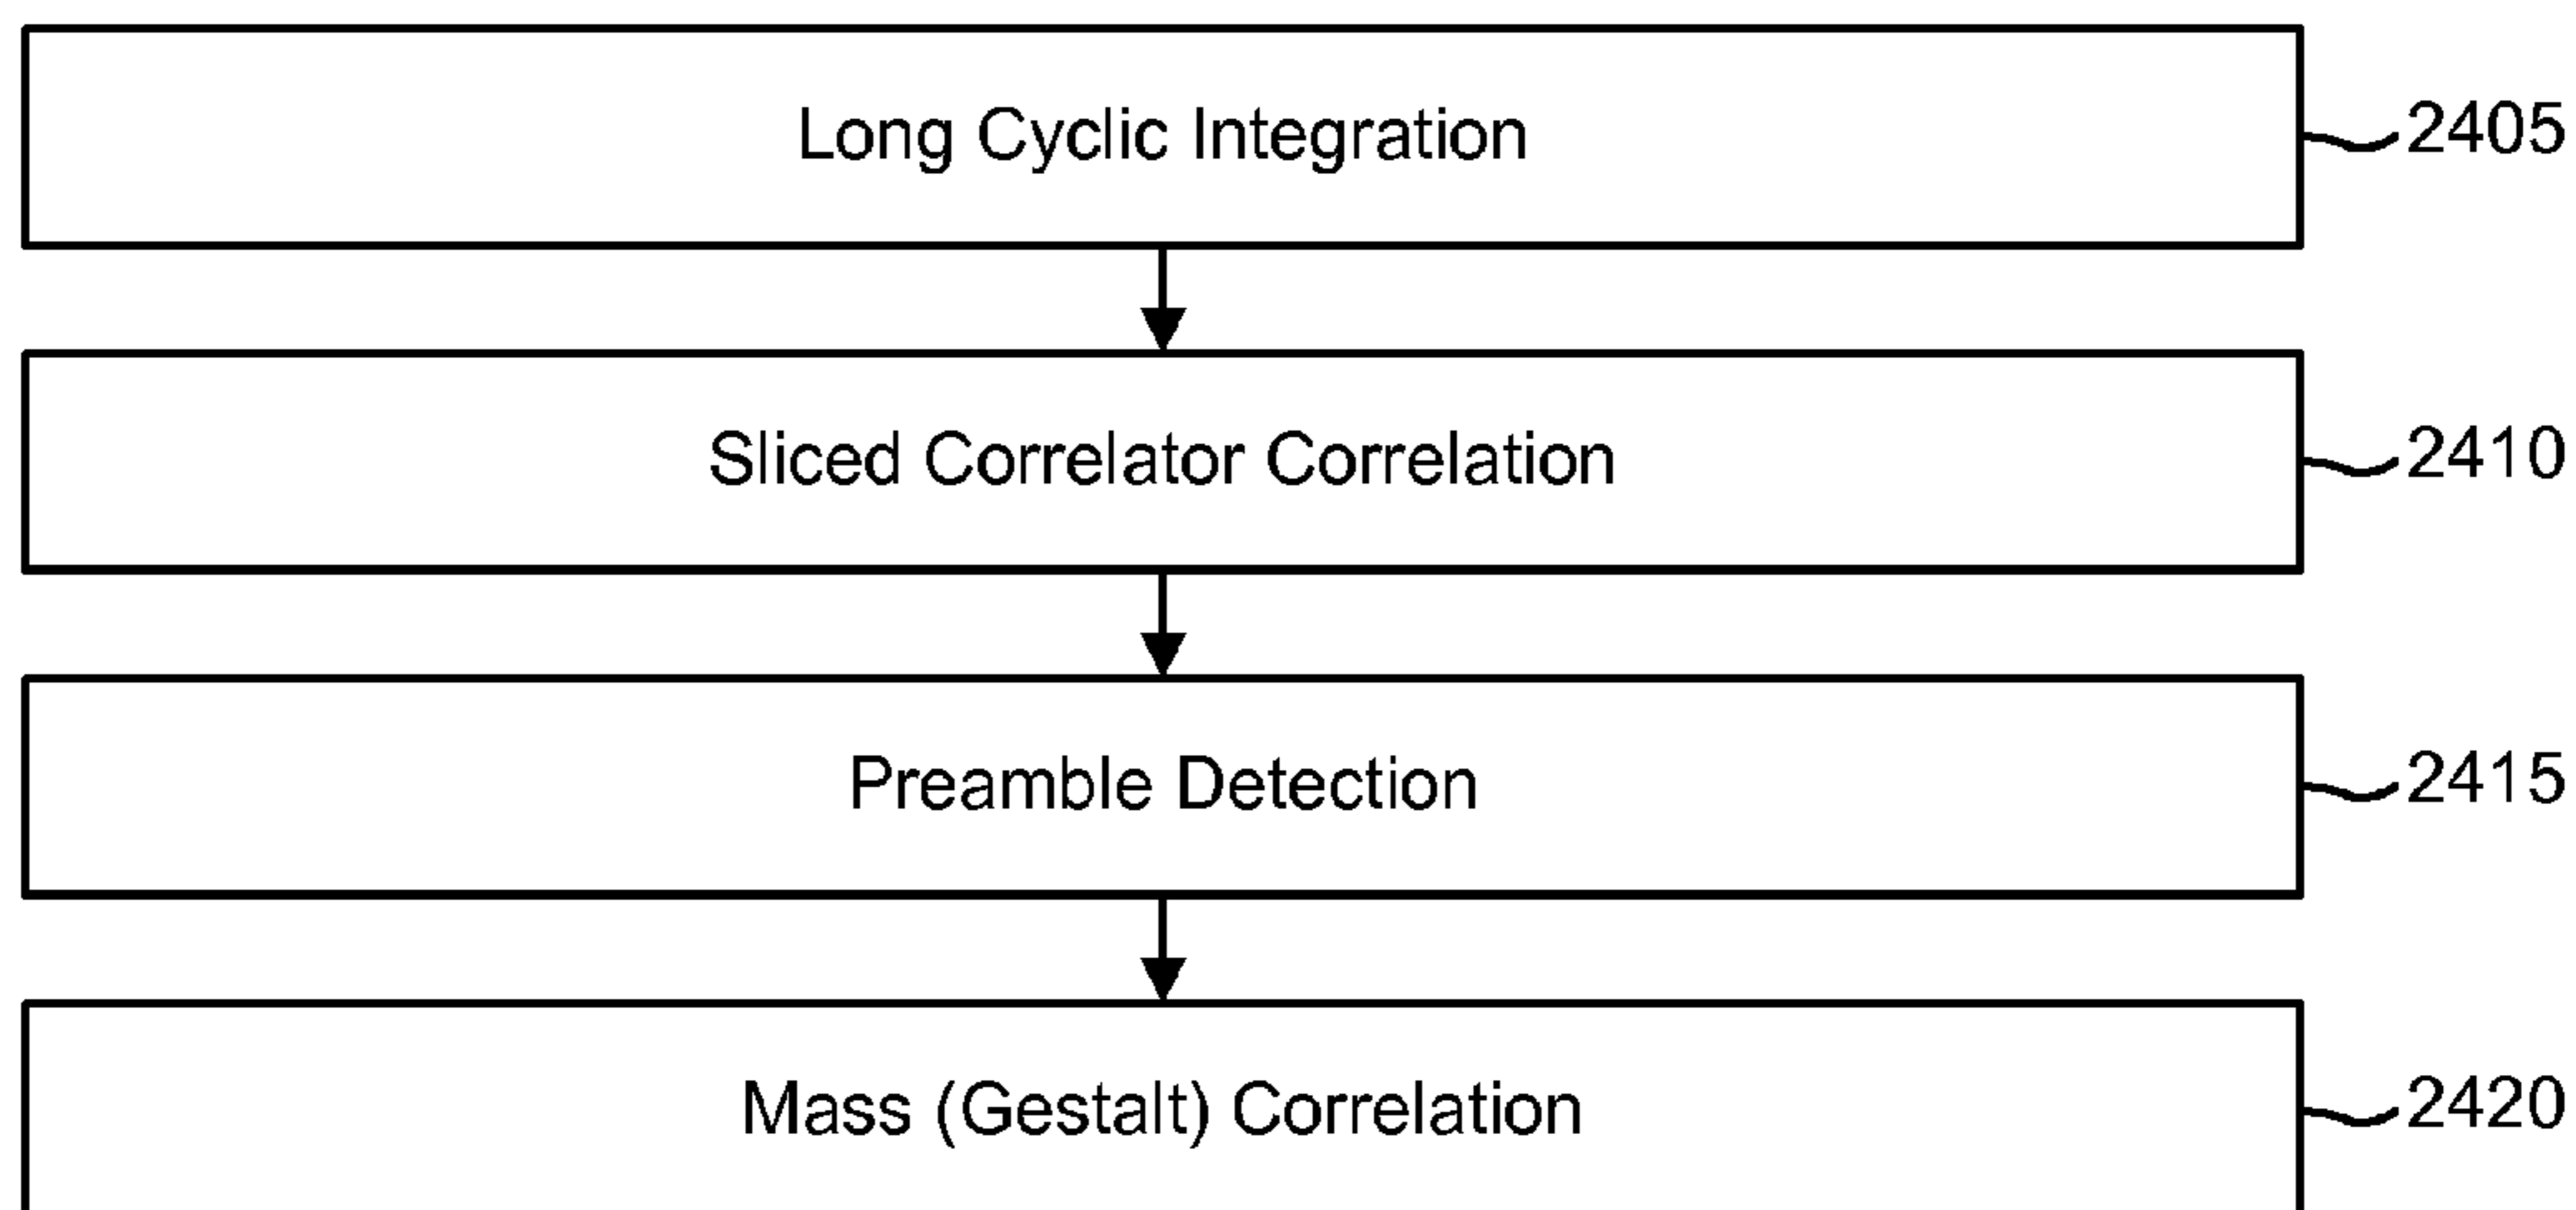 Long Cyclic Integration 2405
Sliced Correlator Correlation 2410
Preamble Detection 2415
Mass (Gestalt) Correlation 2420